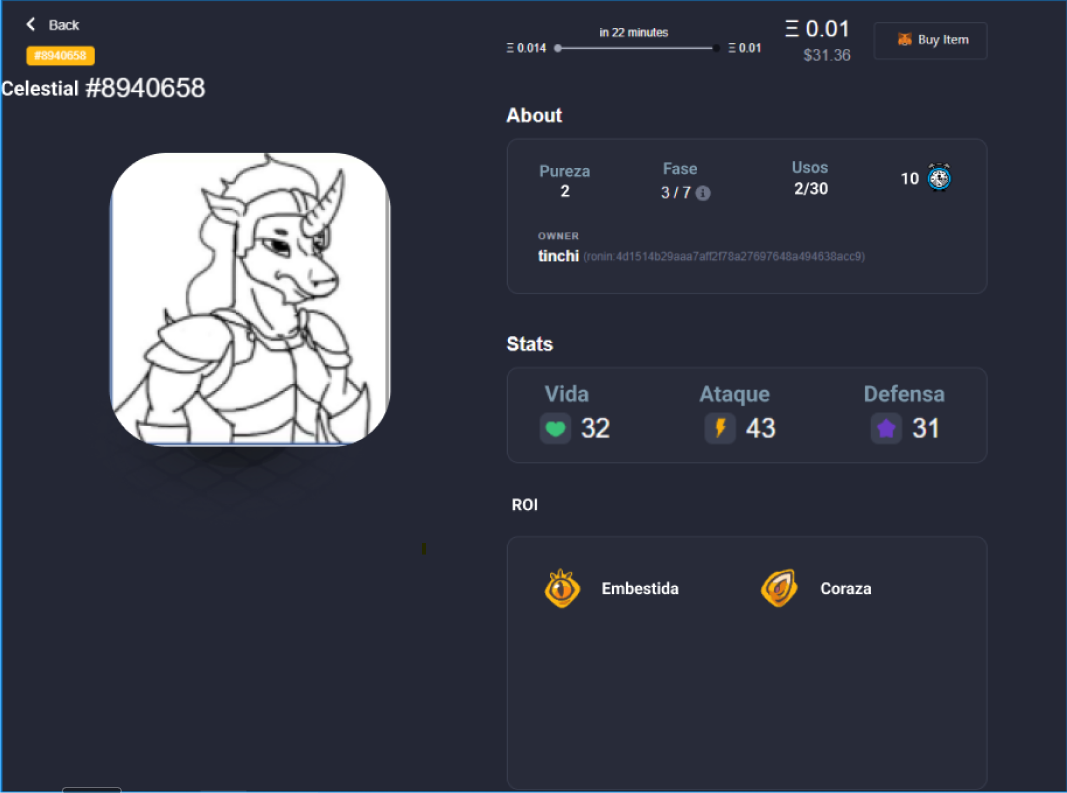 Back
#8940658
Celestial #8940658
in 22 minutes
Ξ 0.014
Ξ 0.01
Ξ 0.01
$31.36
Buy Item
About
Pureza
2
Fase
3 / 7
Usos
2/30
10
OWNER
tinchi (ronin:4d1514b29aaa7aff2f78a27697648a494638acc9)
Stats
Vida
32
Ataque
43
Defensa
31
ROI
Embestida
Coraza